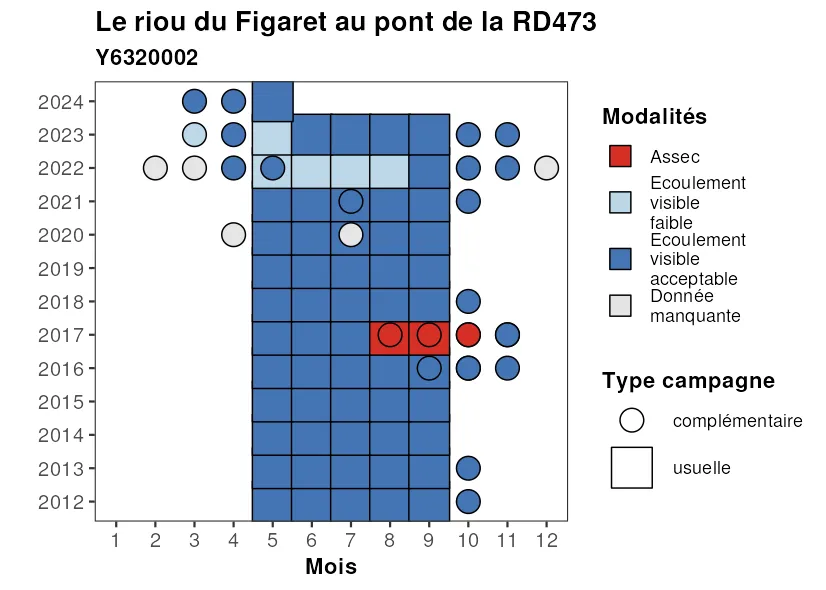 Le riou du Figaret au pont de la RD473
Y6320002
2024
2023
2022
2021
2020
2019
2018
2017
2016
2015
2014
2013
2012
1 2 3 4 5 6 7 8 9 10 11 12
Mois
Modalités
Assec
Ecoulement
visible
faible
Ecoulement
visible
acceptable
Donnée
manquante
Type campagne
complémentaire
usuelle